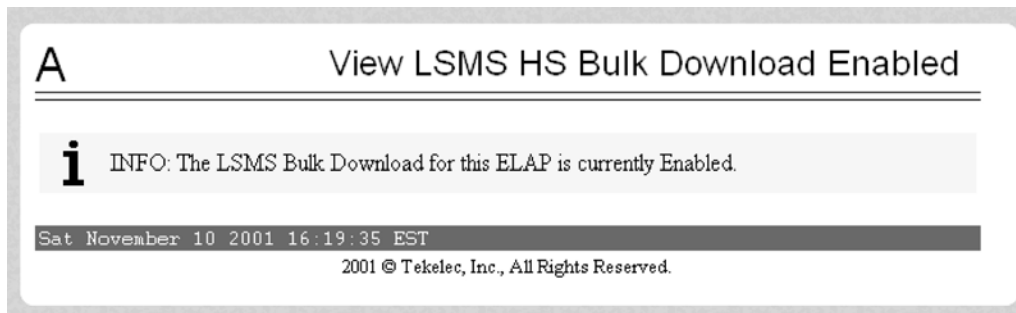 A View LSMS HS Bulk Download Enabled
i INFO: The LSMS Bulk Download for this ELAP is currently Enabled.
Sat November 10 2001 16:19:35 EST
2001 © Tekelec, Inc., All Rights Reserved.